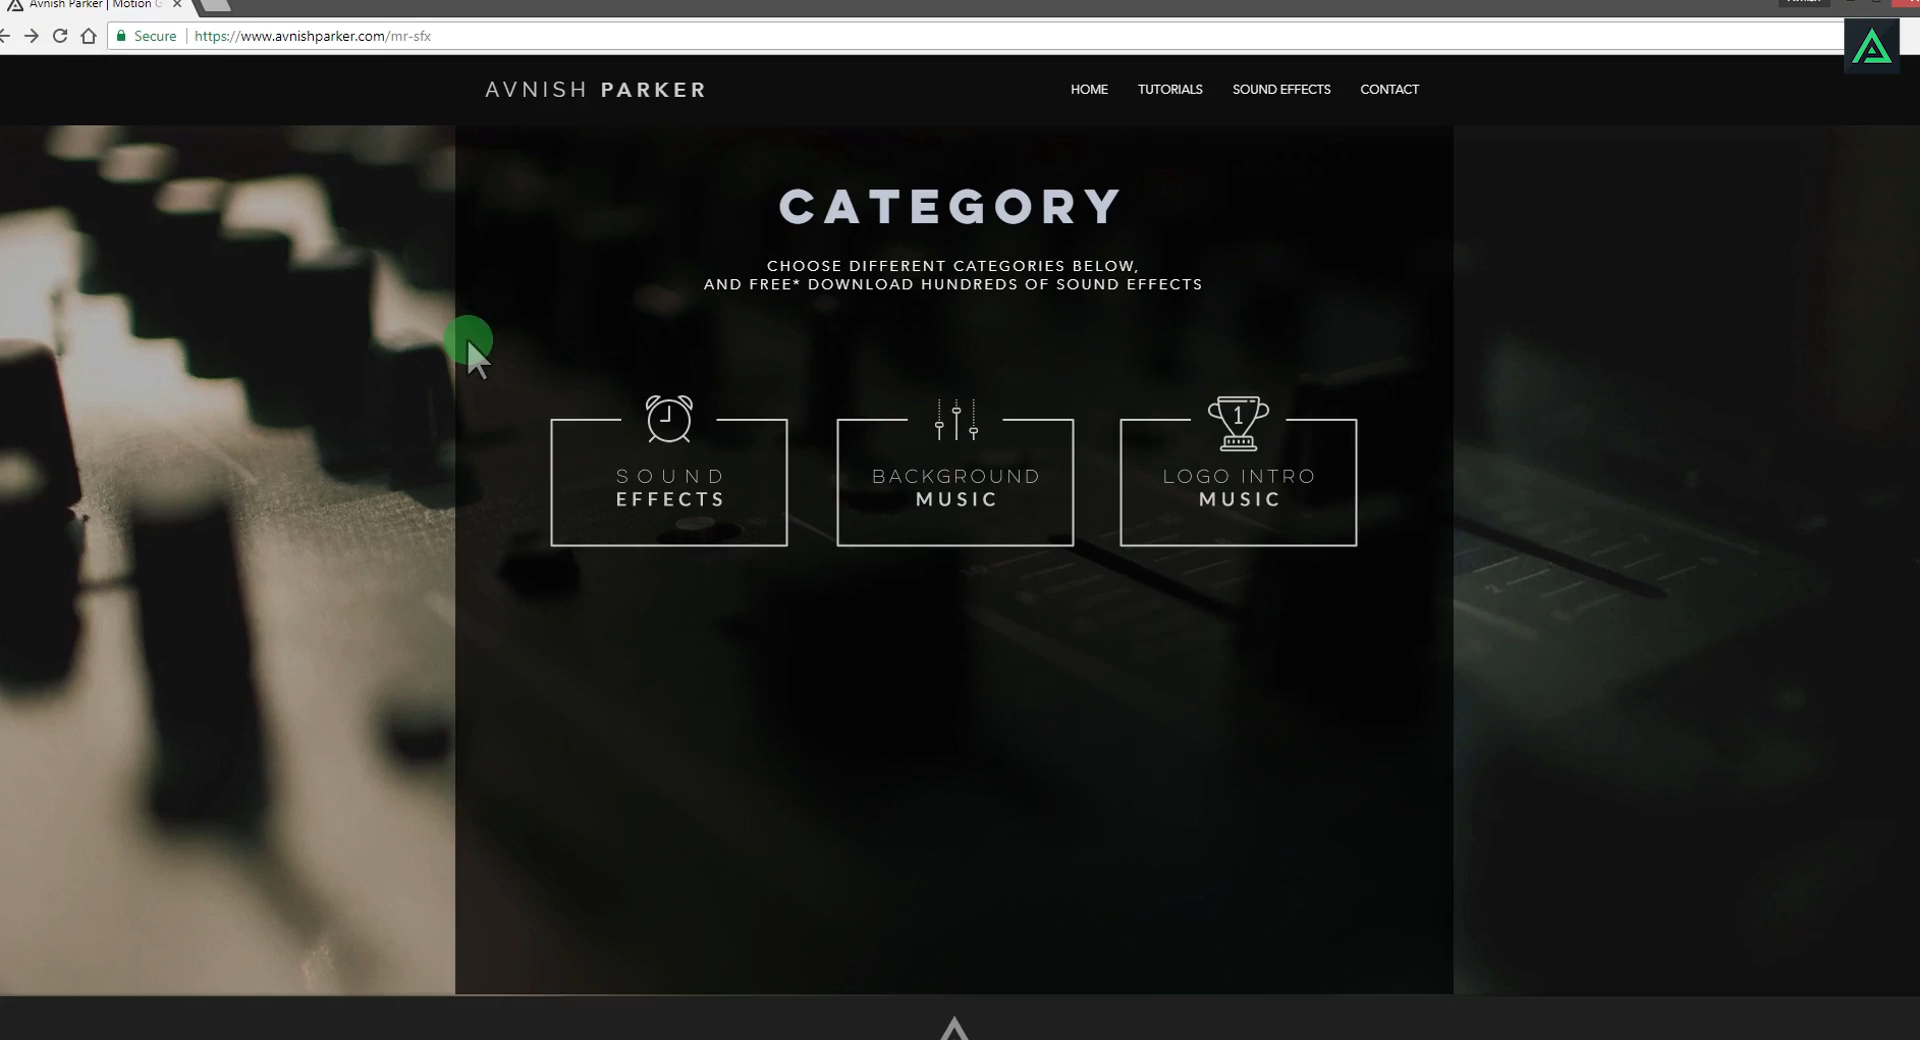 Avnish Parker | Motion G
Secure
https://www.avnishparker.com/mr-sfx
AVNISH PARKER
HOME
TUTORIALS
SOUND EFFECTS
CONTACT
CATEGORY
CHOOSE DIFFERENT CATEGORIES BELOW,
AND FREE* DOWNLOAD HUNDREDS OF SOUND EFFECTS
SOUND
EFFECTS
BACKGROUND
MUSIC
1
LOGO INTRO
MUSIC